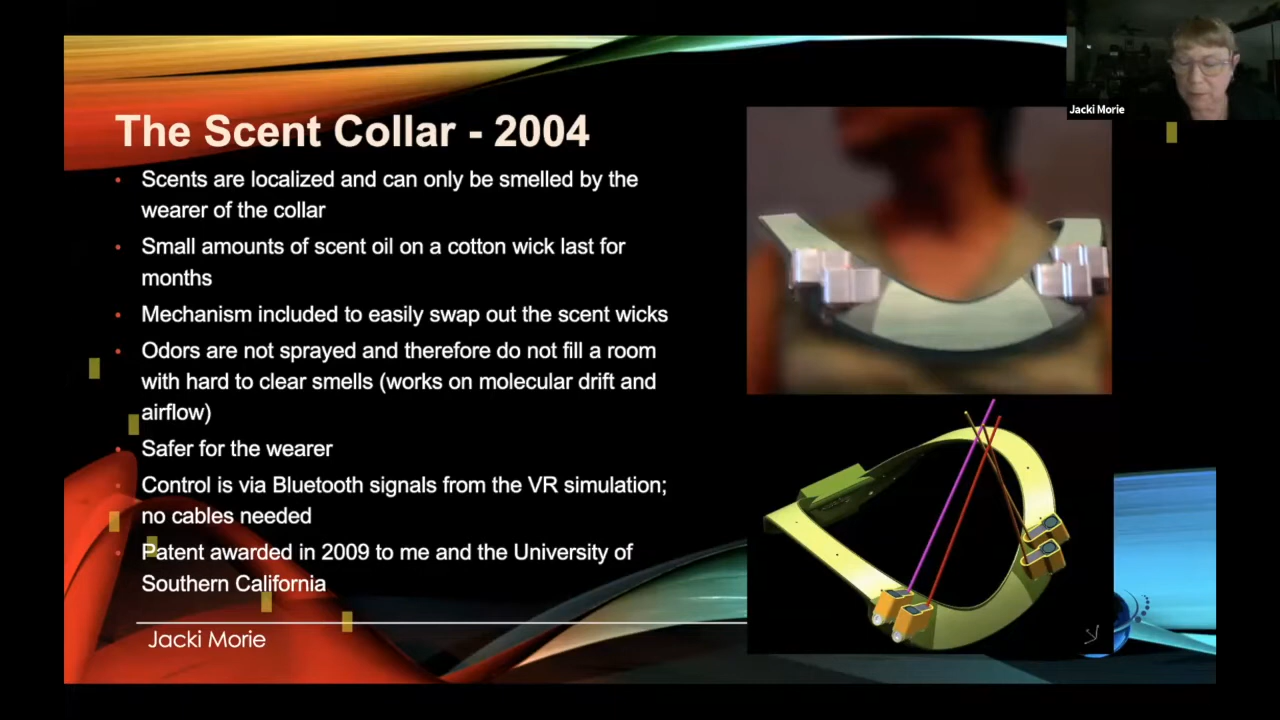 Jacki Morie
The Scent Collar - 2004
• Scents are localized and can only be smelled by the
wearer of the collar
• Small amounts of scent oil on a cotton wick last for
months
• Mechanism included to easily swap out the scent wicks
• Odors are not sprayed and therefore do not fill a room
with hard to clear smells (works on molecular drift and
airflow)
• Safer for the wearer
• Control is via Bluetooth signals from the VR simulation;
no cables needed
• Patent awarded in 2009 to me and the University of
Southern California
Jacki Morie